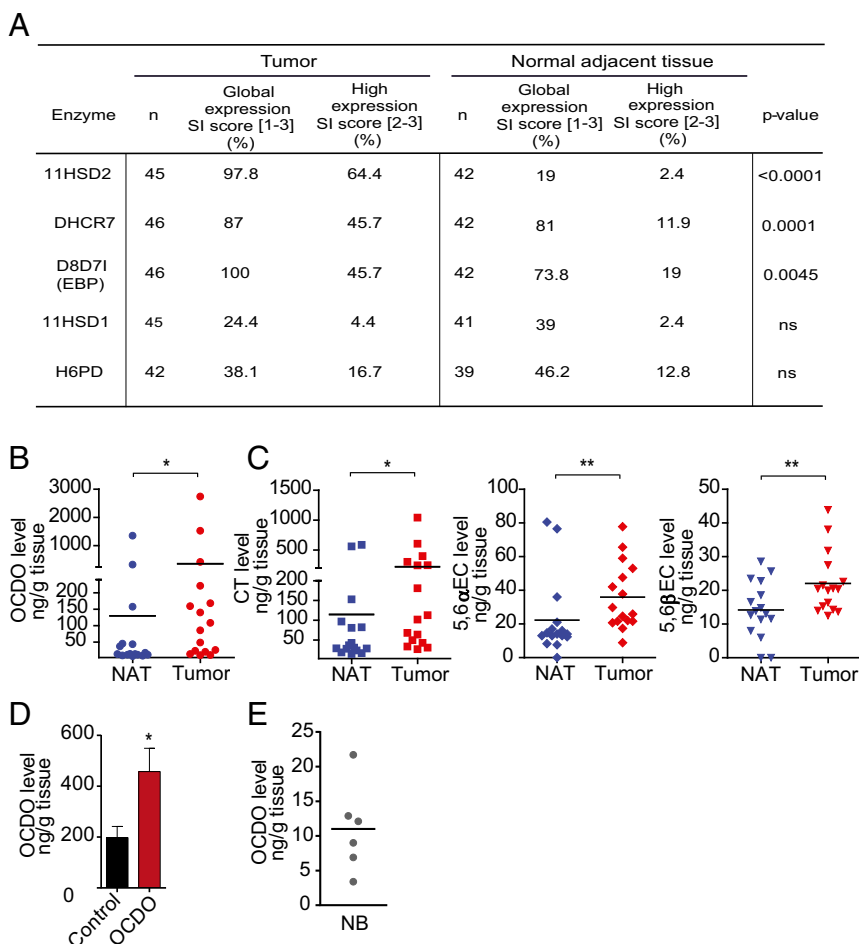 A
Tumor
Normal adjacent tissue
Enzyme n Global expression SI score [1-3] (%) High expression SI score [2-3] (%) n Global expression SI score [1-3] (%) High expression SI score [2-3] (%) p-value
11HSD2 45 97.8 64.4 42 19 2.4 <0.0001
DHCR7 46 87 45.7 42 81 11.9 0.0001
D8D7I (EBP) 46 100 45.7 42 73.8 19 0.0045
11HSD1 45 24.4 4.4 41 39 2.4 ns
H6PD 42 38.1 16.7 39 46.2 12.8 ns
B
*
OCDO level
ng/g tissue
3000
2000
1000
200
150
100
50
NAT Tumor
C
*
CT level
ng/g tissue
1500
1000
500
200
150
100
50
NAT Tumor
**
5,6αEC level
ng/g tissue
100
80
60
40
20
0
NAT Tumor
**
5,6βEC level
ng/g tissue
50
40
30
20
10
0
NAT Tumor
D
*
OCDO level
ng/g tissue
600
400
200
0
Control
OCDO
E
OCDO level
ng/g tissue
25
20
15
10
5
0
NB